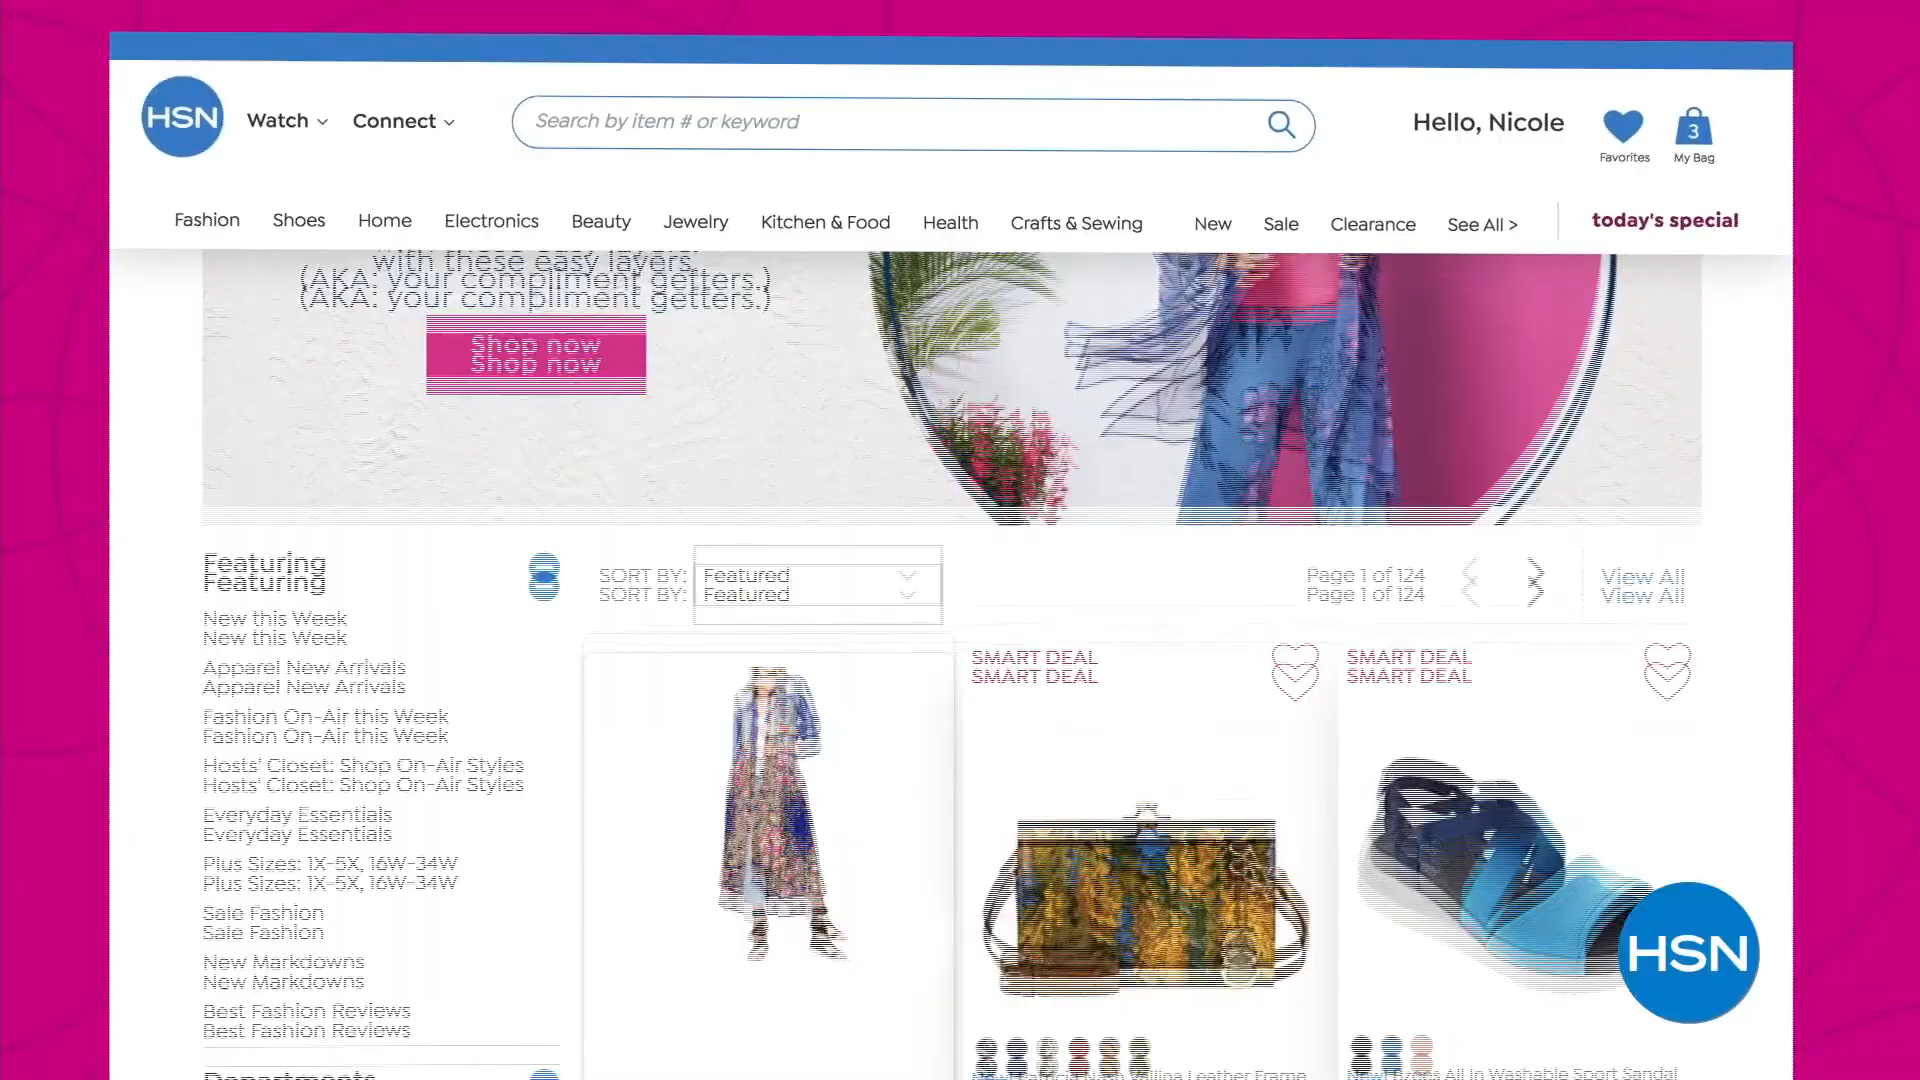 HSN
Watch
Connect
Search by item # or keyword
Hello, Nicole
Favorites
3
My Bag
Fashion
Shoes
Home
Electronics
Beauty
Jewelry
Kitchen & Food
Health
Crafts & Sewing
New
Sale
Clearance
See All >
today's special
with these easy layers.
(AKA: your compliment getters.)
Shop now
Featuring
SORT BY: Featured
Page 1 of 124
View All
New this Week
Apparel New Arrivals
Fashion On-Air this Week
Hosts' Closet: Shop On-Air Styles
Everyday Essentials
Plus Sizes: 1X-5X, 16W-34W
Sale Fashion
New Markdowns
Best Fashion Reviews
Departments
SMART DEAL
SMART DEAL
Leather Frame
All In Washable Sport Sandal
HSN